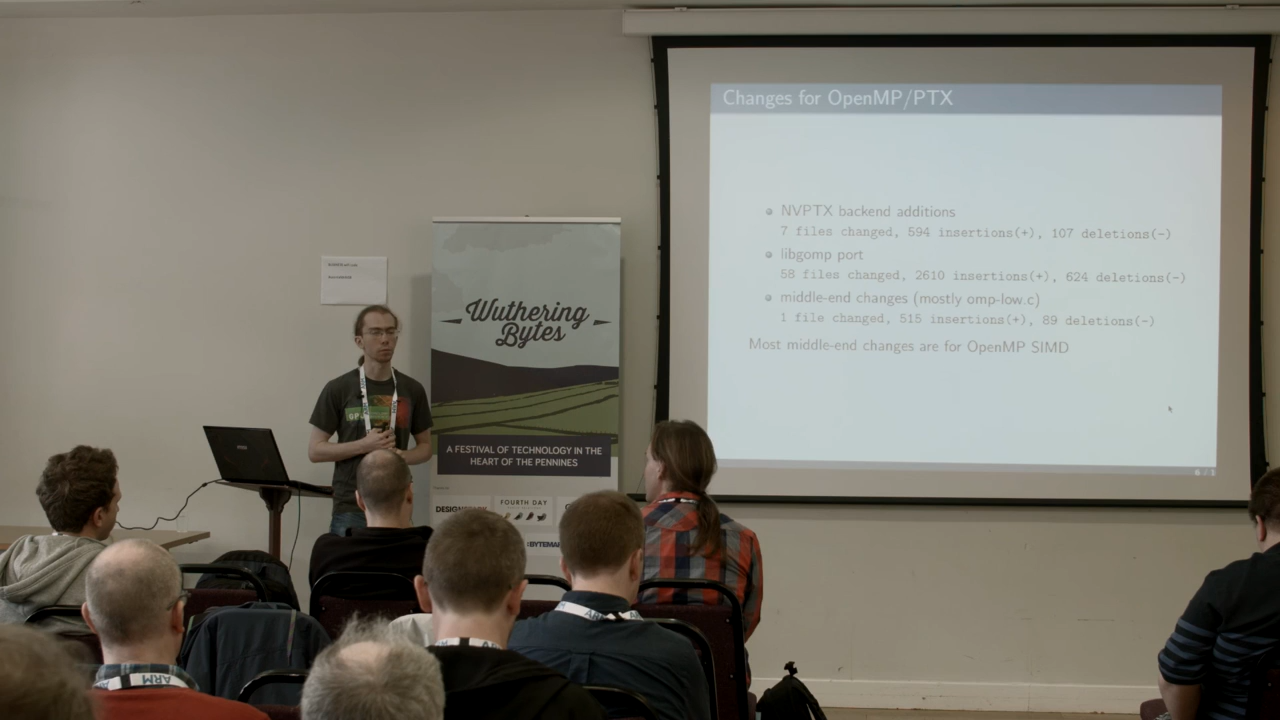 Changes for OpenMP/PTX
NVPTX backend additions
7 files changed, 594 insertions(+), 107 deletions(-)
libgomp port
58 files changed, 2610 insertions(+), 624 deletions(-)
middle-end changes (mostly omp-low.c)
1 file changed, 515 insertions(+), 89 deletions(-)
Most middle-end changes are for OpenMP SIMD
Wuthering
Bytes
A FESTIVAL OF TECHNOLOGY IN THE
HEART OF THE PENNINES
FOURTH DAY
ARM